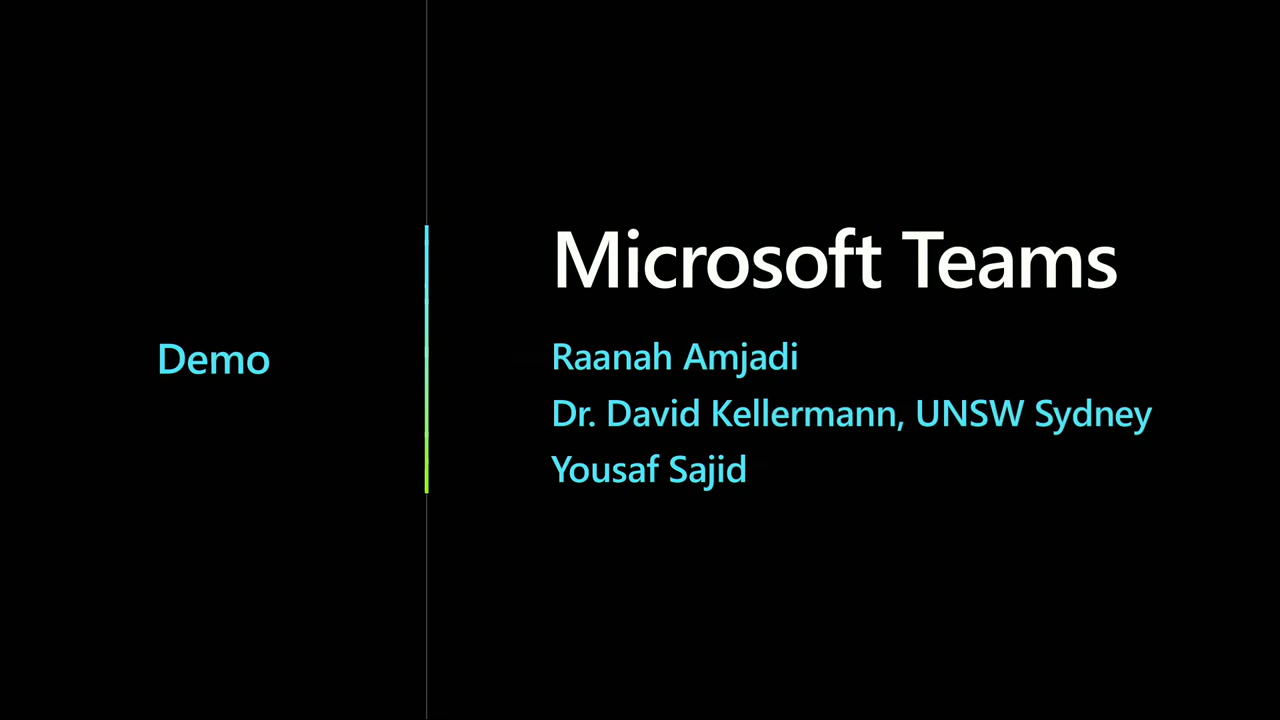 Demo
Microsoft Teams
Raanah Amjadi
Dr. David Kellermann, UNSW Sydney
Yousaf Sajid